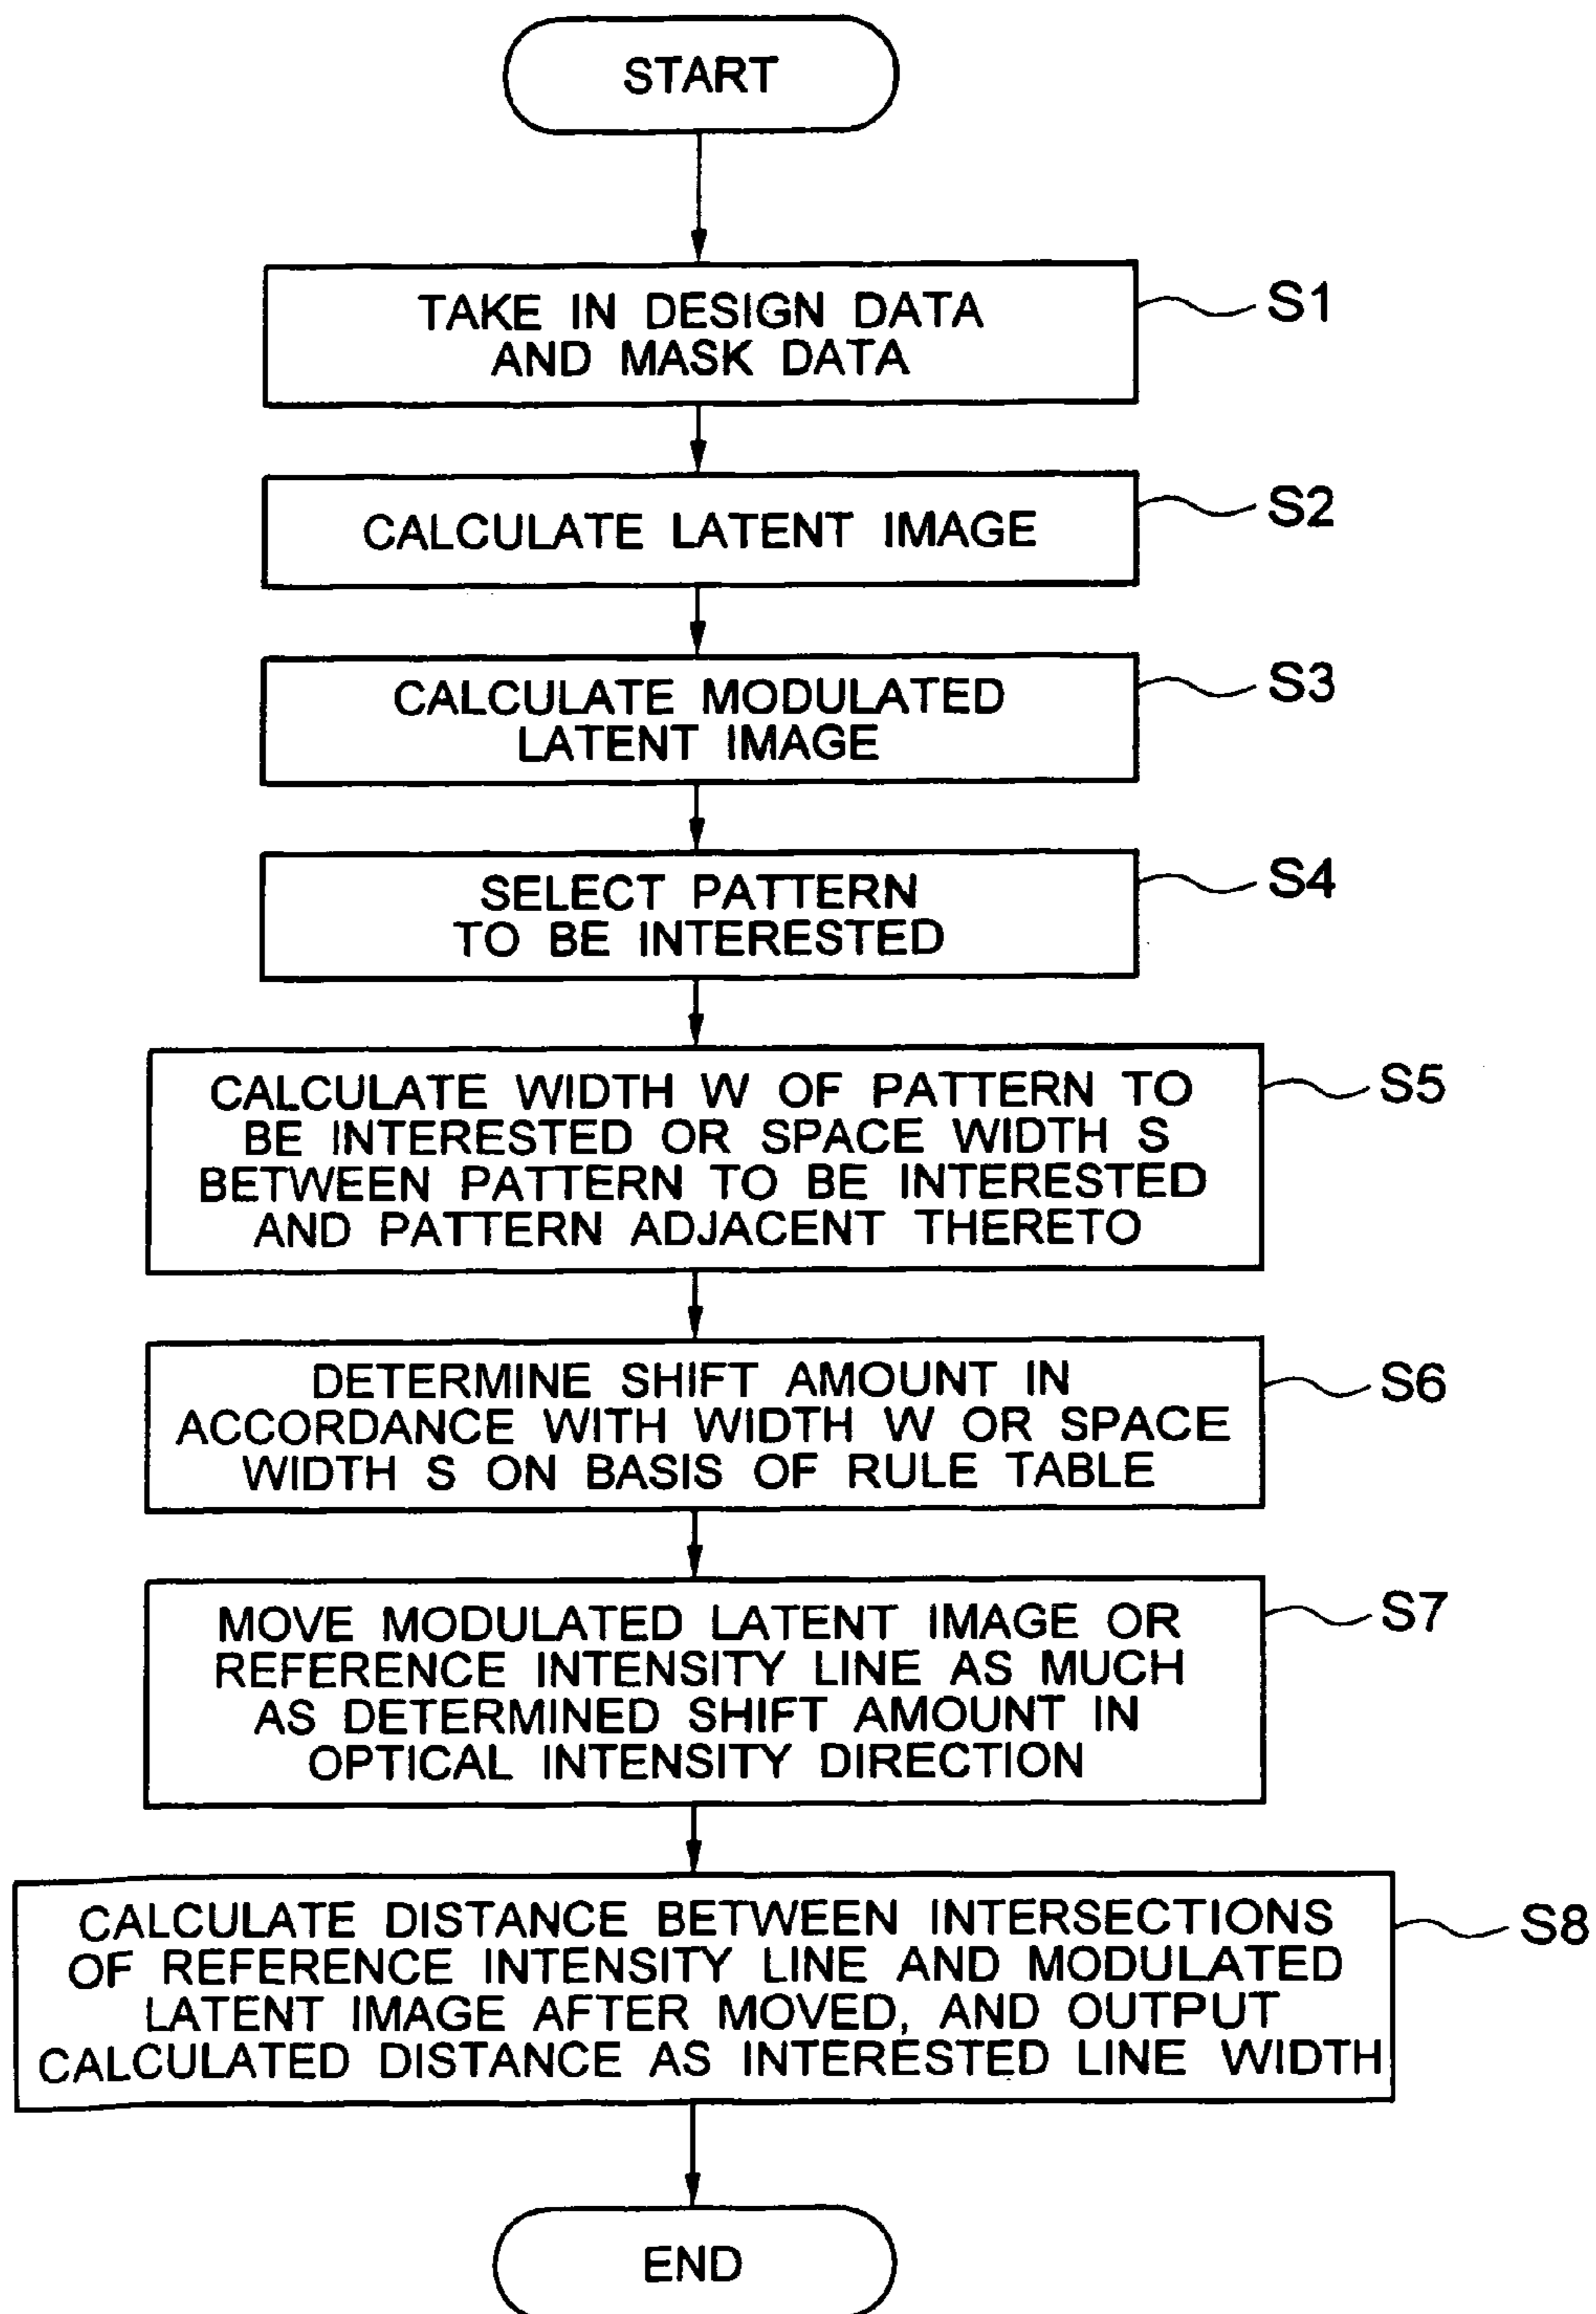 START
TAKE IN DESIGN DATA
AND MASK DATA
S1
CALCULATE LATENT IMAGE
S2
CALCULATE MODULATED
LATENT IMAGE
S3
SELECT PATTERN
TO BE INTERESTED
S4
CALCULATE WIDTH W OF PATTERN TO
BE INTERESTED OR SPACE WIDTH S
BETWEEN PATTERN TO BE INTERESTED
AND PATTERN ADJACENT THERETO
S5
DETERMINE SHIFT AMOUNT IN
ACCORDANCE WITH WIDTH W OR SPACE
WIDTH S ON BASIS OF RULE TABLE
S6
MOVE MODULATED LATENT IMAGE OR
REFERENCE INTENSITY LINE AS MUCH
AS DETERMINED SHIFT AMOUNT IN
OPTICAL INTENSITY DIRECTION
S7
CALCULATE DISTANCE BETWEEN INTERSECTIONS
OF REFERENCE INTENSITY LINE AND MODULATED
LATENT IMAGE AFTER MOVED, AND OUTPUT
CALCULATED DISTANCE AS INTERESTED LINE WIDTH
S8
END